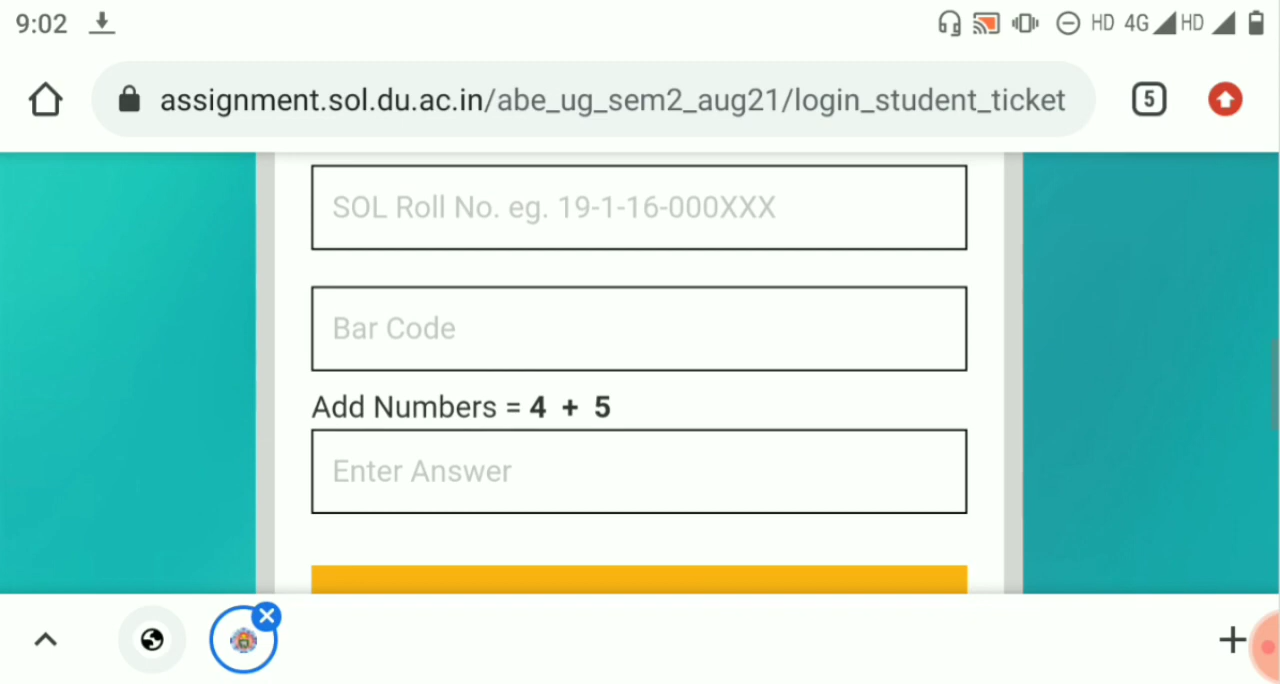 9:02 HD 4G HD
assignment.sol.du.ac.in/abe_ug_sem2_aug21/login_student_ticket 5
SOL Roll No. eg. 19-1-16-000XXX
Bar Code
Add Numbers = 4 + 5
Enter Answer